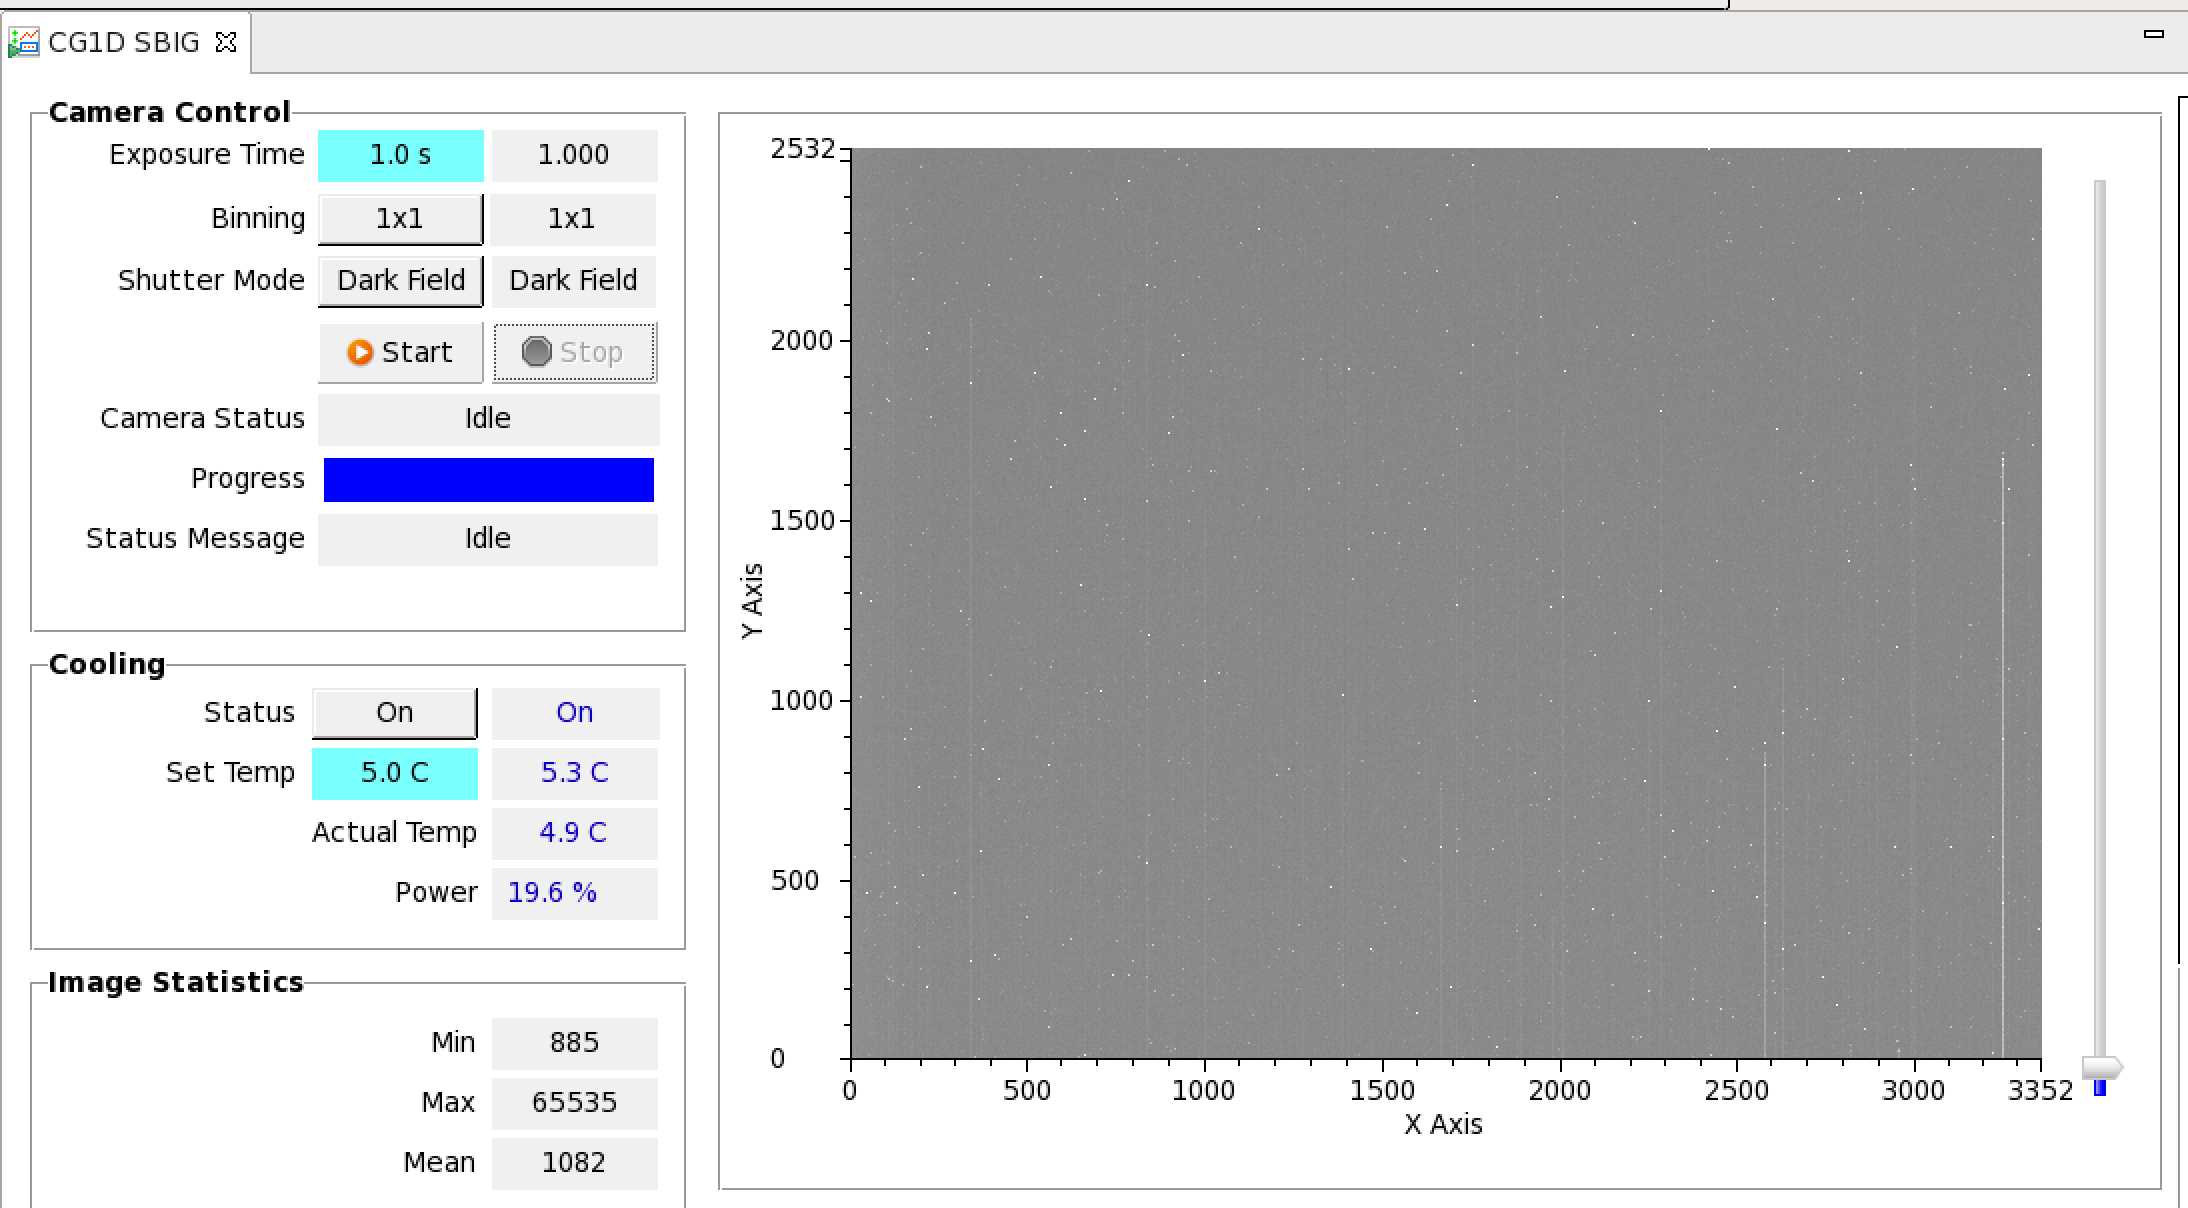 CG1D SBIG
Camera Control
Exposure Time 1.0 s 1.000
Binning 1x1 1x1
Shutter Mode Dark Field Dark Field
Start Stop
Camera Status Idle
Progress
Status Message Idle
Cooling
Status On On
Set Temp 5.0 C 5.3 C
Actual Temp 4.9 C
Power 19.6 %
Image Statistics
Min 885
Max 65535
Mean 1082
2532
2000
1500
1000
500
0
Y Axis
0 500 1000 1500 2000 2500 3000 3352
X Axis